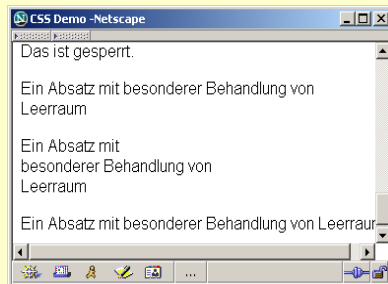 CSS Demo -Netscape
Das ist gesperrt.
Ein Absatz mit besonderer Behandlung von
Leerraum
Ein Absatz mit
besonderer Behandlung von
Leerraum
Ein Absatz mit besonderer Behandlung von Leerraum
...